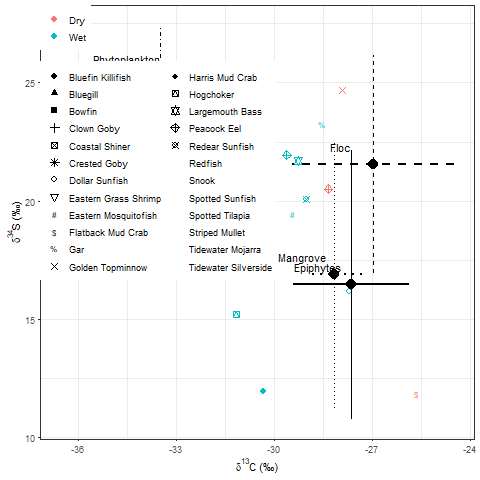 Dry
Wet
Phytoplankton
Bluefin Killifish
Bluegill
Bowfin
Clown Goby
Coastal Shiner
Crested Goby
Dollar Sunfish
Eastern Grass Shrimp
# Eastern Mosquitofish
$ Flatback Mud Crab
% Gar
Golden Topminnow
Harris Mud Crab
Hogchoker
Largemouth Bass
Peacock Eel
Redear Sunfish
Redfish
Snook
Spotted Sunfish
Spotted Tilapia
Striped Mullet
Tidewater Mojarra
Tidewater Silverside
%
Floc
#
Mangrove
Epiphytes
$
25
20
15
10
-36
-33
-30
-27
-24
δ¹³C (‰)
δ³⁴S (‰)